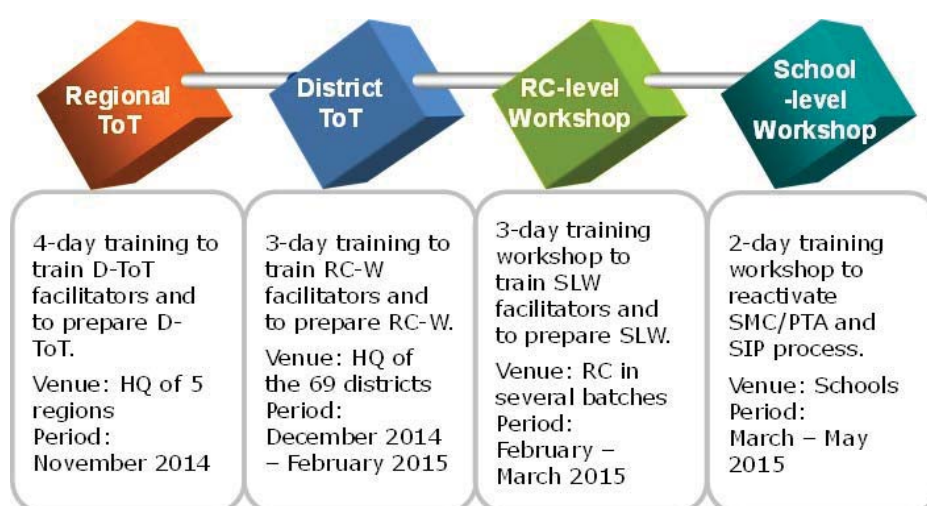 Regional
ToT
4-day training to
train D-ToT
facilitators and
to prepare D-
ToT.
Venue: HQ of 5
regions
Period:
November 2014
District
ToT
3-day training to
train RC-W
facilitators and
to prepare RC-W.
Venue: HQ of
the 69 districts
Period:
December 2014
– February 2015
RC-level
Workshop
3-day training
workshop to
train SLW
facilitators and
to prepare SLW.
Venue: RC in
several batches
Period:
February –
March 2015
School
-level
Workshop
2-day training
workshop to
reactivate
SMC/PTA and
SIP process.
Venue: Schools
Period:
March – May
2015